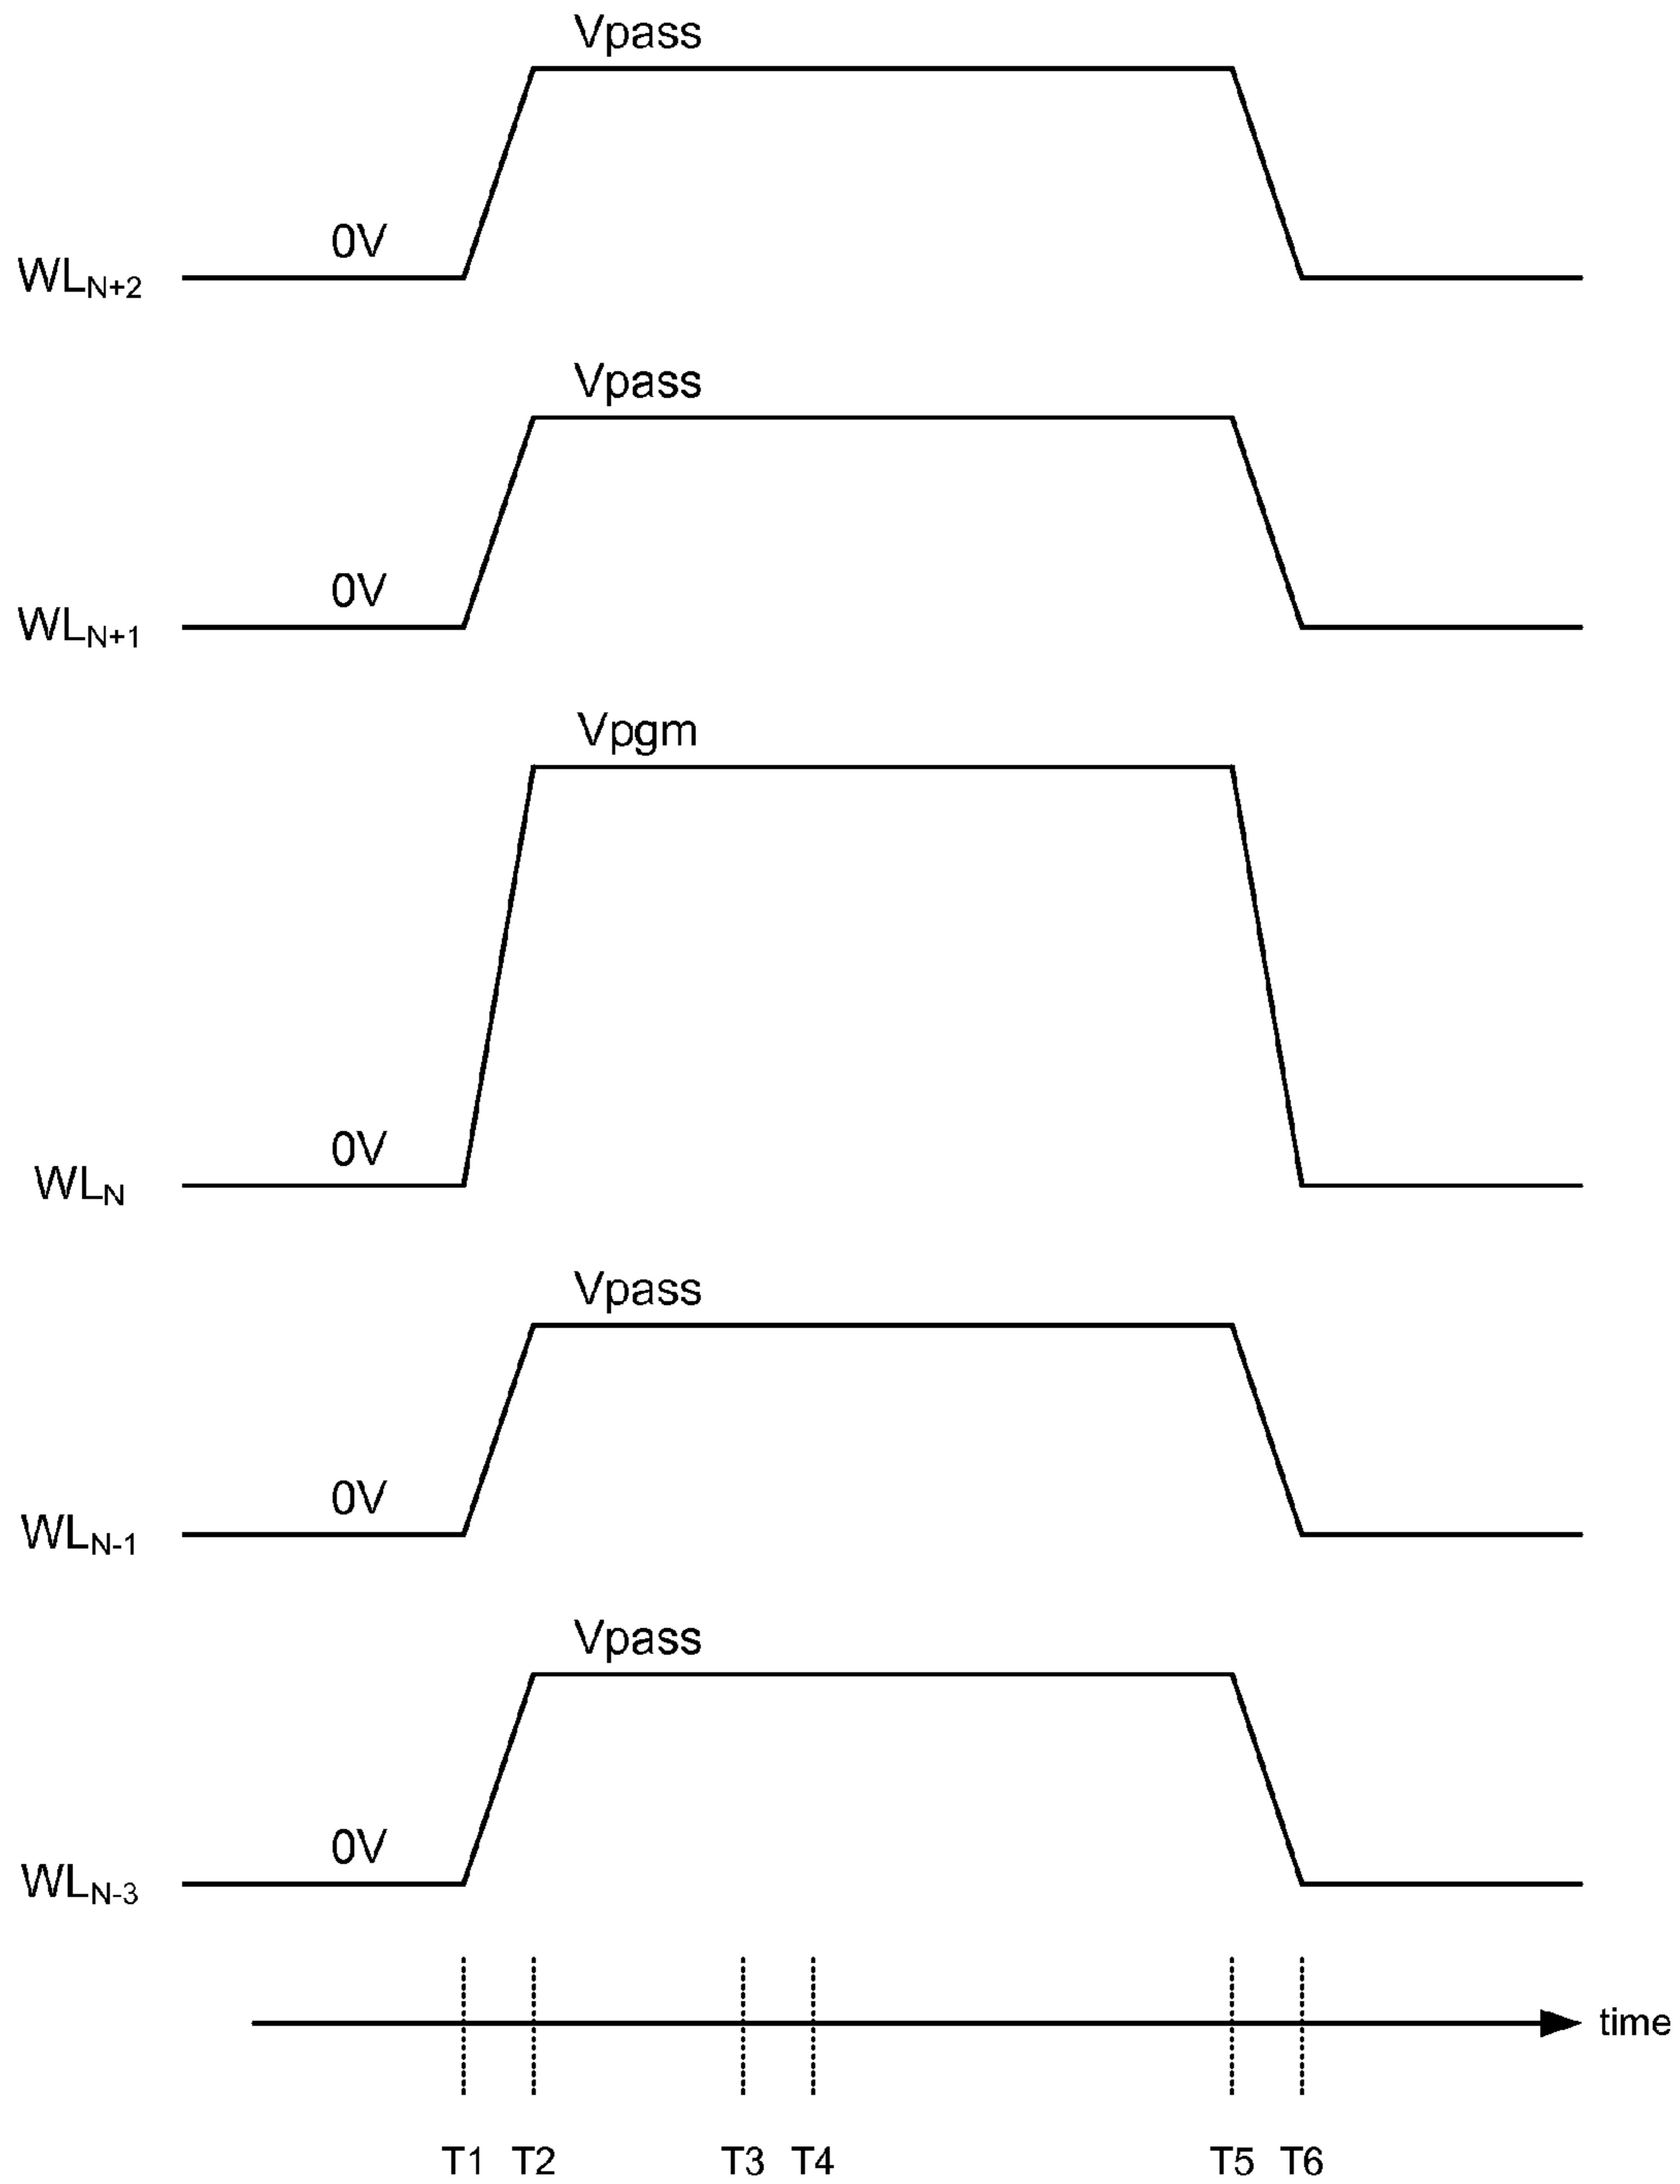 Vpass
0V
WLN+2
Vpass
0V
WLN+1
Vpgm
0V
WLN
Vpass
0V
WLN-1
Vpass
0V
WLN-3
time
T1 T2 T3 T4 T5 T6